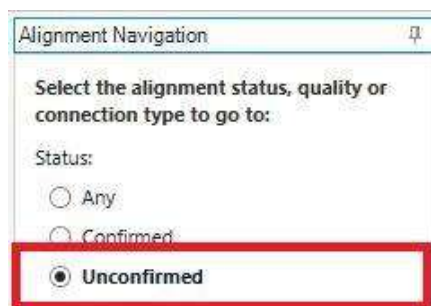 Alignment Navigation
Select the alignment status, quality or
connection type to go to:
Status:
Any
Confirmed
Unconfirmed